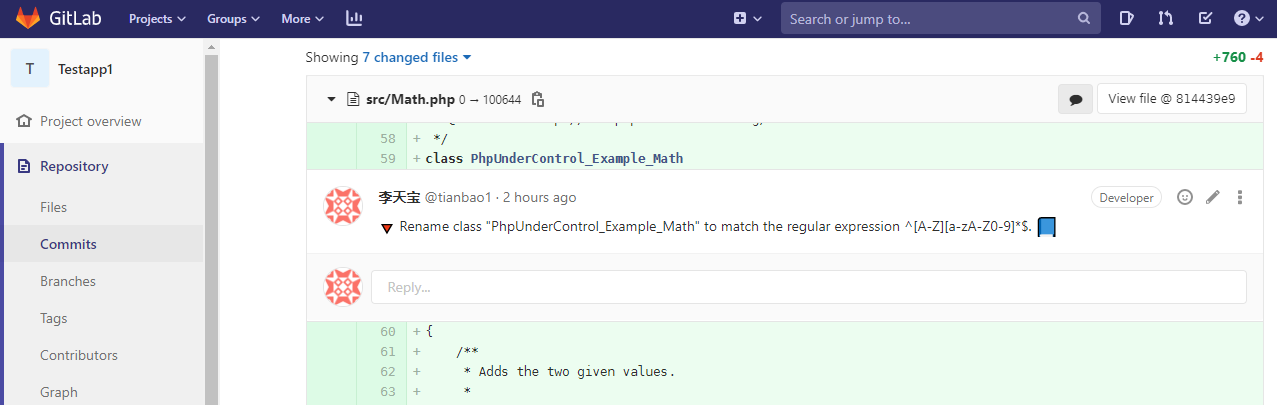 GitLab Projects Groups More Search or jump to... ?
Showing 7 changed files +760 -4
T Testapp1
src/Math.php 0 → 100644 View file @ 814439e9
Project overview
58 + */
59 + class PhpUnderControl_Example_Math
Repository
李天宝 @tianbao1 · 2 hours ago Developer
Files
Rename class "PhpUnderControl_Example_Math" to match the regular expression ^[A-Z][a-zA-Z0-9]*$.
Commits
Branches
Reply...
Tags
60 + {
61 + /**
Contributors
62 + * Adds the two given values.
63 + *
Graph